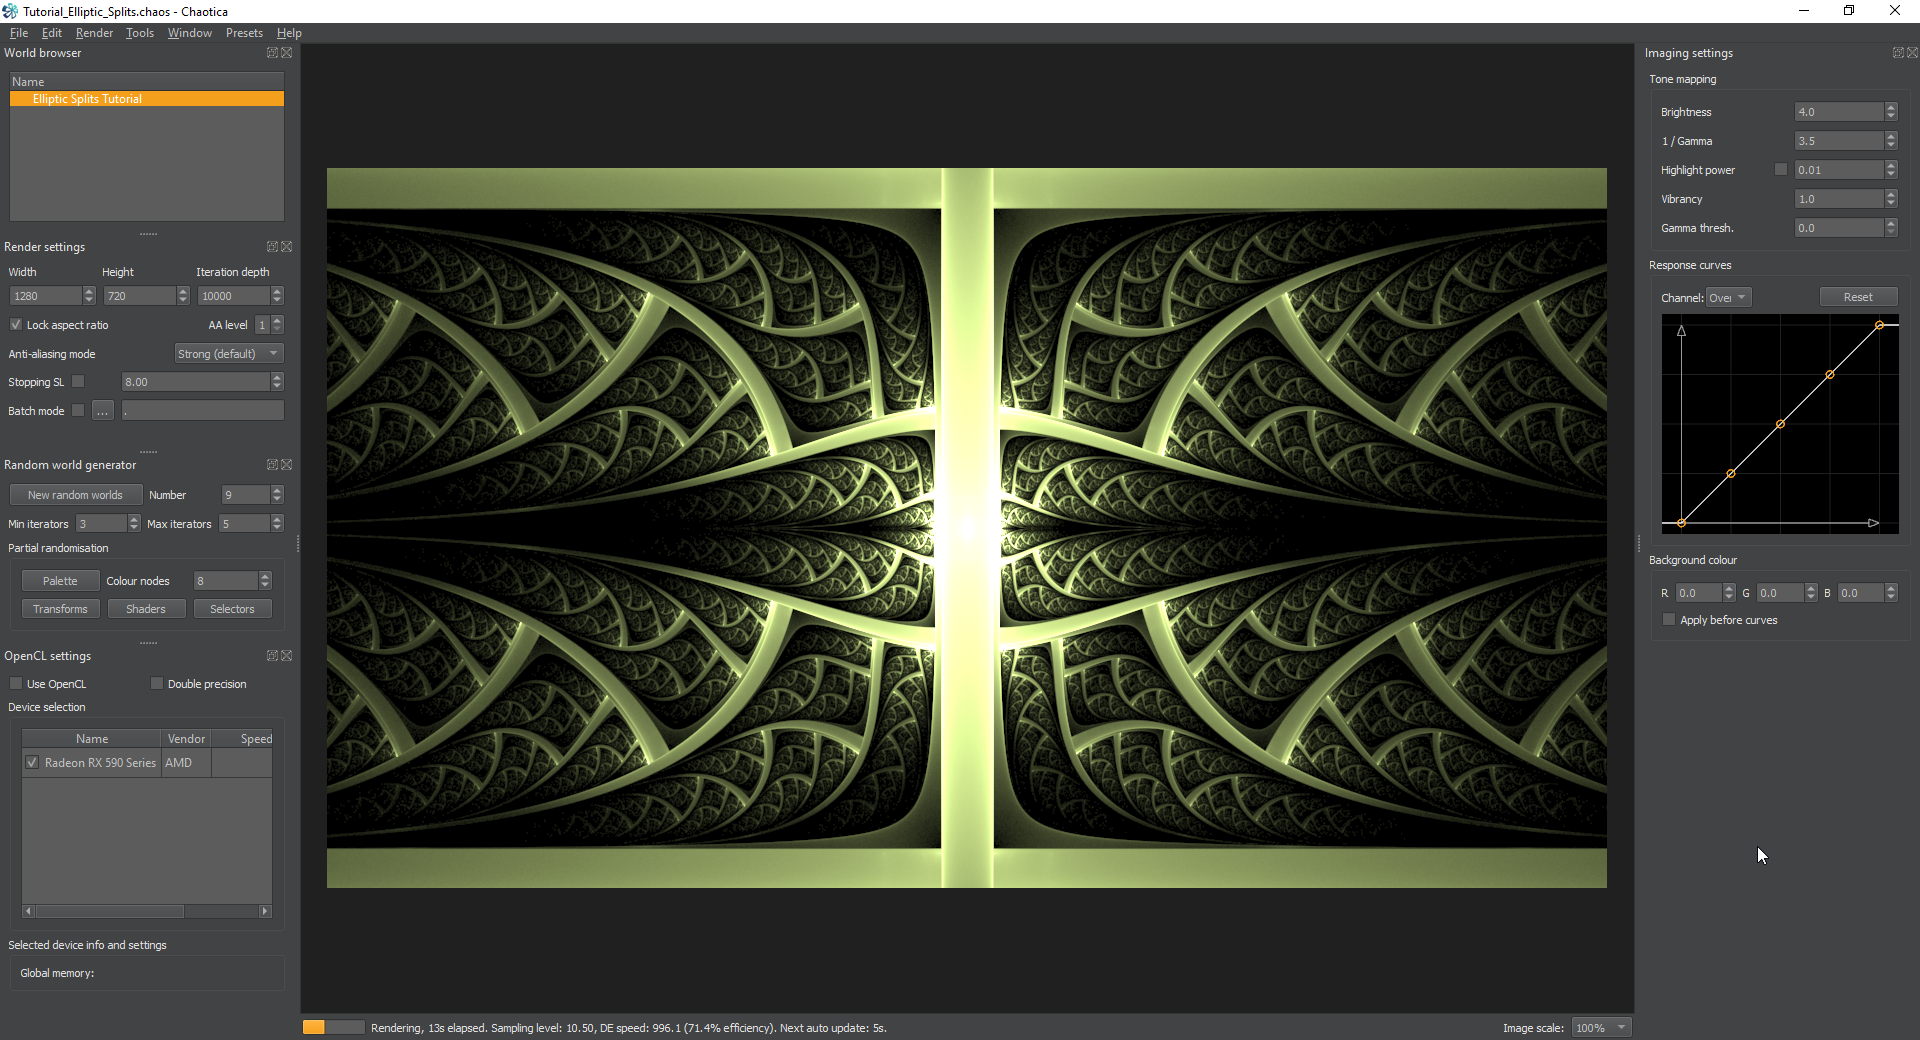 Tutorial_Elliptic_Splits.chaos - Chaotica
File Edit Render Tools Window Presets Help
World browser
Name
Elliptic Splits Tutorial
Render settings
Width Height Iteration depth
1280 720 10000
Lock aspect ratio AA level 1
Anti-aliasing mode Strong (default)
Stopping SL 8.00
Batch mode ... .
Random world generator
New random worlds Number 9
Min iterators 3 Max iterators 5
Partial randomisation
Palette Colour nodes 8
Transforms Shaders Selectors
OpenCL settings
Use OpenCL Double precision
Device selection
Name Vendor Speed
Radeon RX 590 Series AMD
Selected device info and settings
Global memory:
Rendering, 13s elapsed. Sampling level: 10.50, DE speed: 996.1 (71.4% efficiency). Next auto update: 5s.
Image scale: 100%
Imaging settings
Tone mapping
Brightness 4.0
1 / Gamma 3.5
Highlight power 0.01
Vibrancy 1.0
Gamma thresh. 0.0
Response curves
Channel: Over Reset
Background colour
R 0.0 G 0.0 B 0.0
Apply before curves